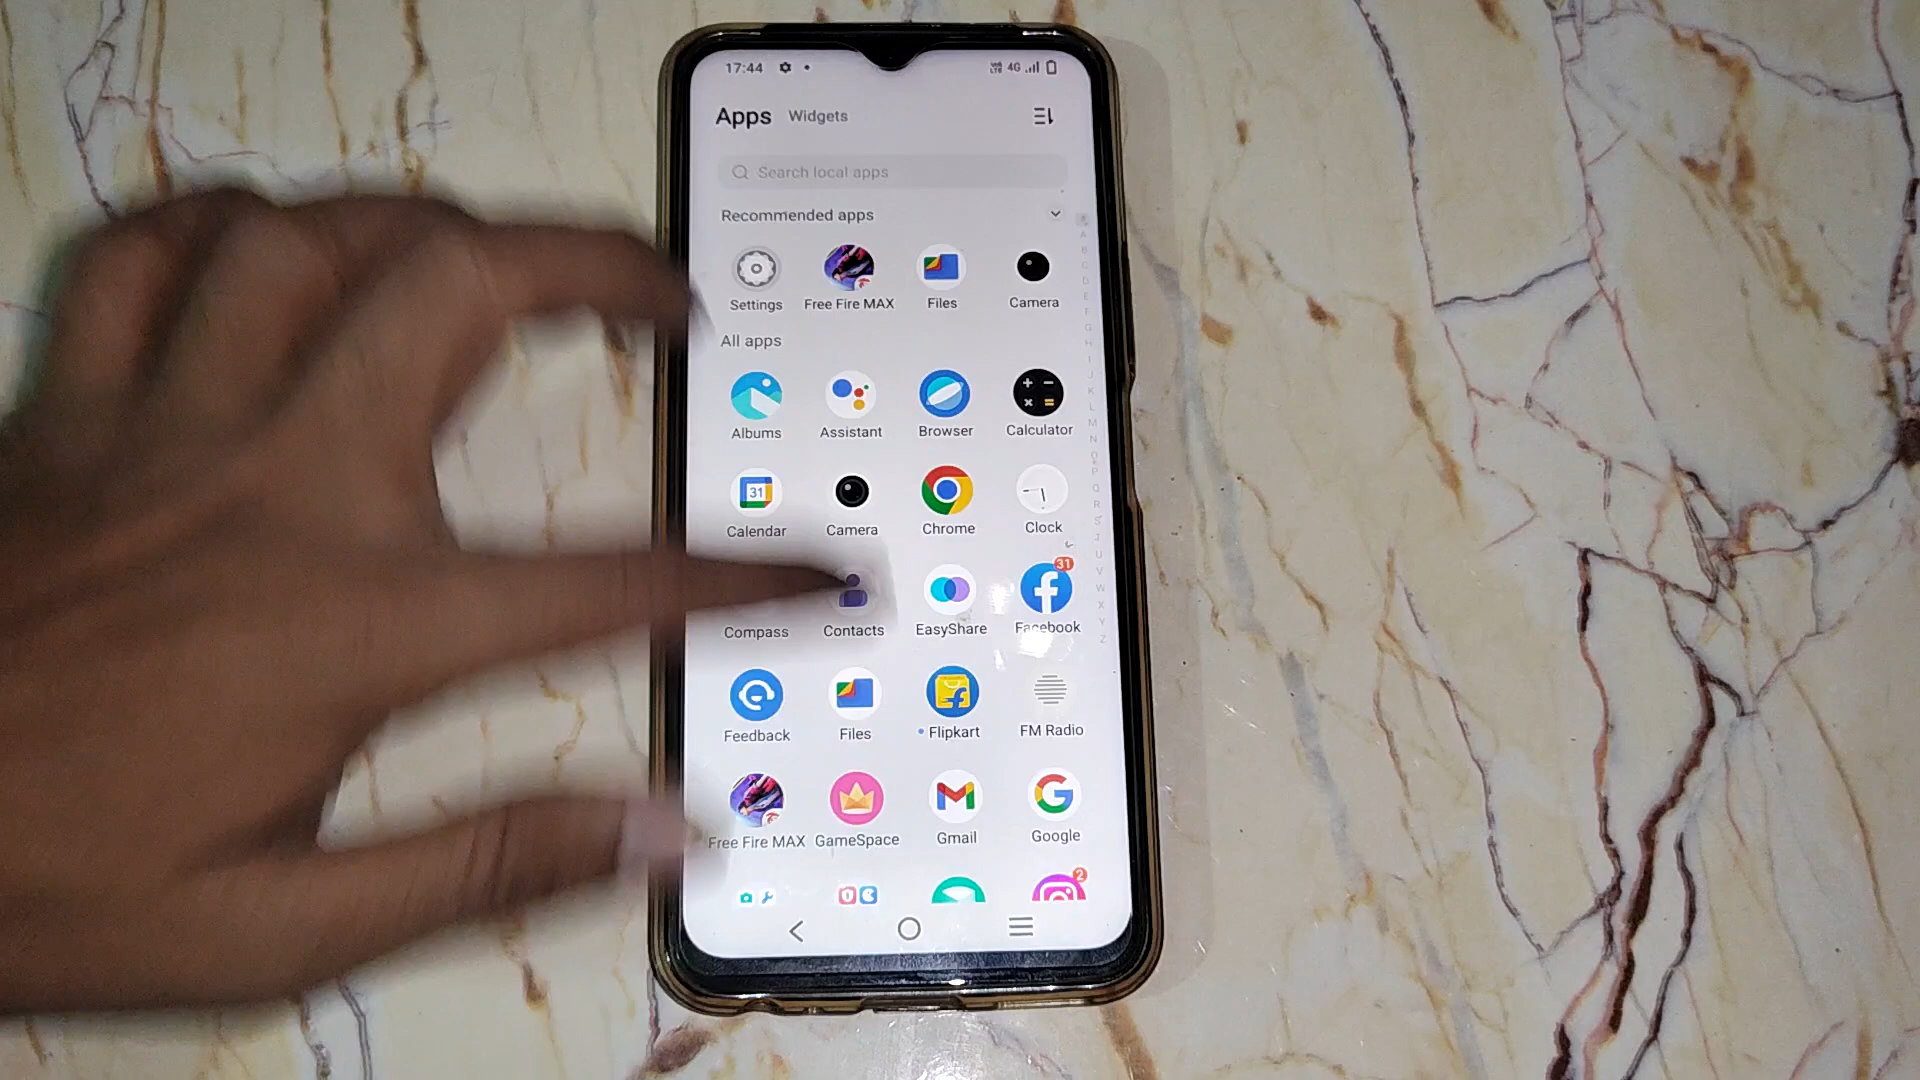 17:44 VoLTE 4G
Apps Widgets
Search local apps
Recommended apps
Settings Free Fire MAX Files Camera
All apps
Albums Assistant Browser Calculator
31
Calendar Camera Chrome Clock
31
Compass Contacts EasyShare Facebook
Feedback Files Flipkart FM Radio
Free Fire MAX GameSpace Gmail Google
2
A
B
C
D
E
F
G
H
I
J
K
L
M
N
O
P
Q
R
S
T
U
V
W
X
Y
Z